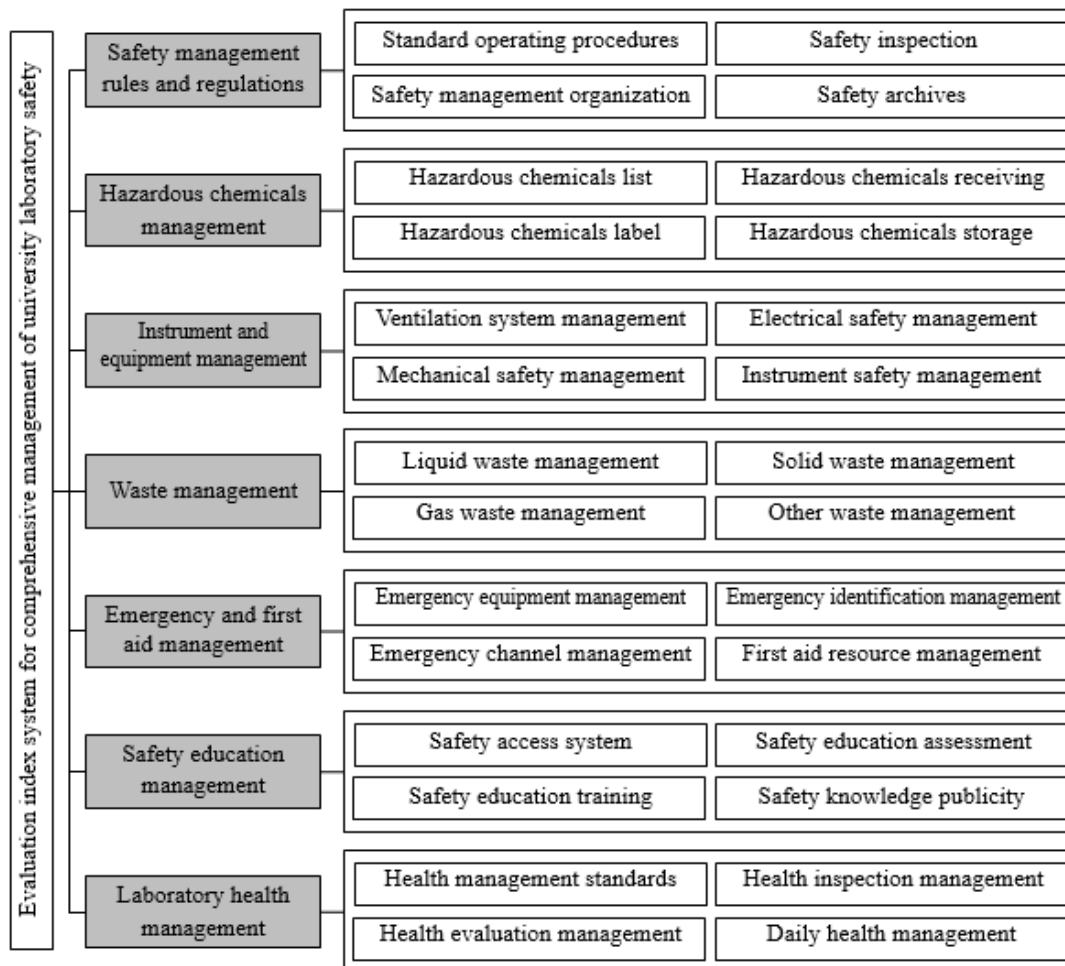 Evaluation index system for comprehensive management of university laboratory safety
Safety management
rules and regulations
Standard operating procedures
Safety inspection
Safety management organization
Safety archives
Hazardous chemicals
management
Hazardous chemicals list
Hazardous chemicals receiving
Hazardous chemicals label
Hazardous chemicals storage
Instrument and
equipment management
Ventilation system management
Electrical safety management
Mechanical safety management
Instrument safety management
Waste management
Liquid waste management
Solid waste management
Gas waste management
Other waste management
Emergency and first
aid management
Emergency equipment management
Emergency identification management
Emergency channel management
First aid resource management
Safety education
management
Safety access system
Safety education assessment
Safety education training
Safety knowledge publicity
Laboratory health
management
Health management standards
Health inspection management
Health evaluation management
Daily health management